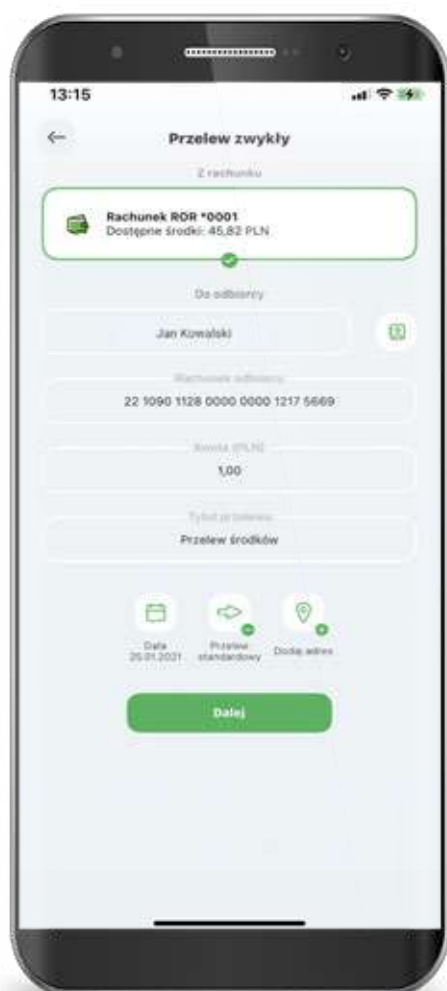 13:15
Przelew zwykły
Z rachunku
Rachunek ROR *0001
Dostępne środki: 45,82 PLN
Do odbiorcy
Jan Kowalski
Rachunek odbiorcy
22 1090 1128 0000 0000 1217 5669
Kwota (PLN)
1,00
Tytuł przelewu
Przelew środków
Data
25.01.2021
Przelew
standardowy
Dodaj adres
Dalej